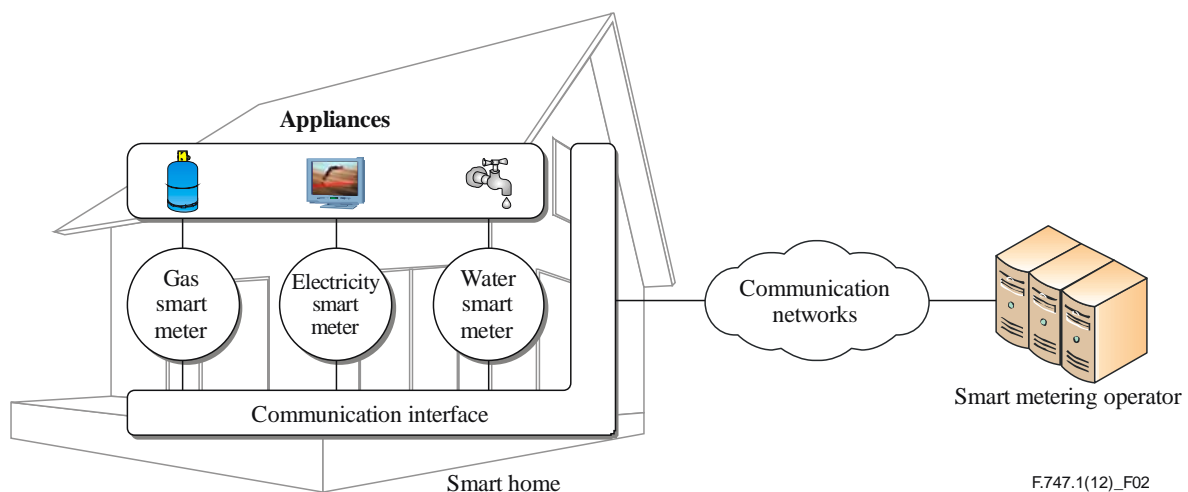 Appliances
Gas
smart
meter
Electricity
smart
meter
Water
smart
meter
Communication
networks
Communication interface
Smart metering operator
Smart home
F.747.1(12)_F02